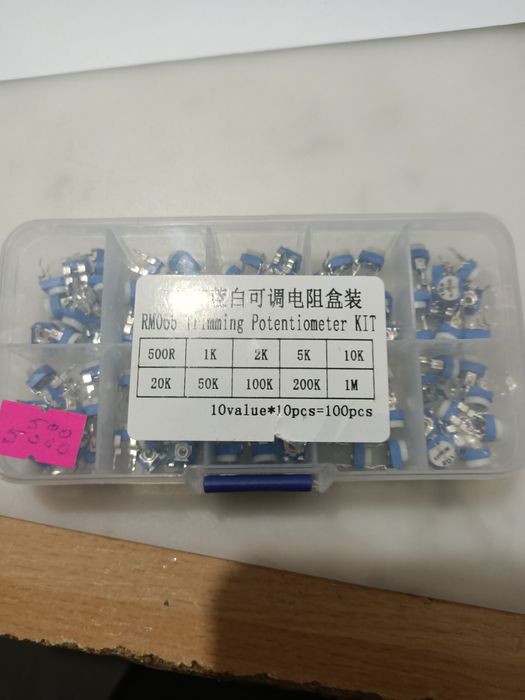 蓝白可调电阻盒装
RM065 Trimming Potentiometer KIT
500R 1K 2K 5K 10K
20K 50K 100K 200K 1M
10value*10pcs=100pcs
500
5000